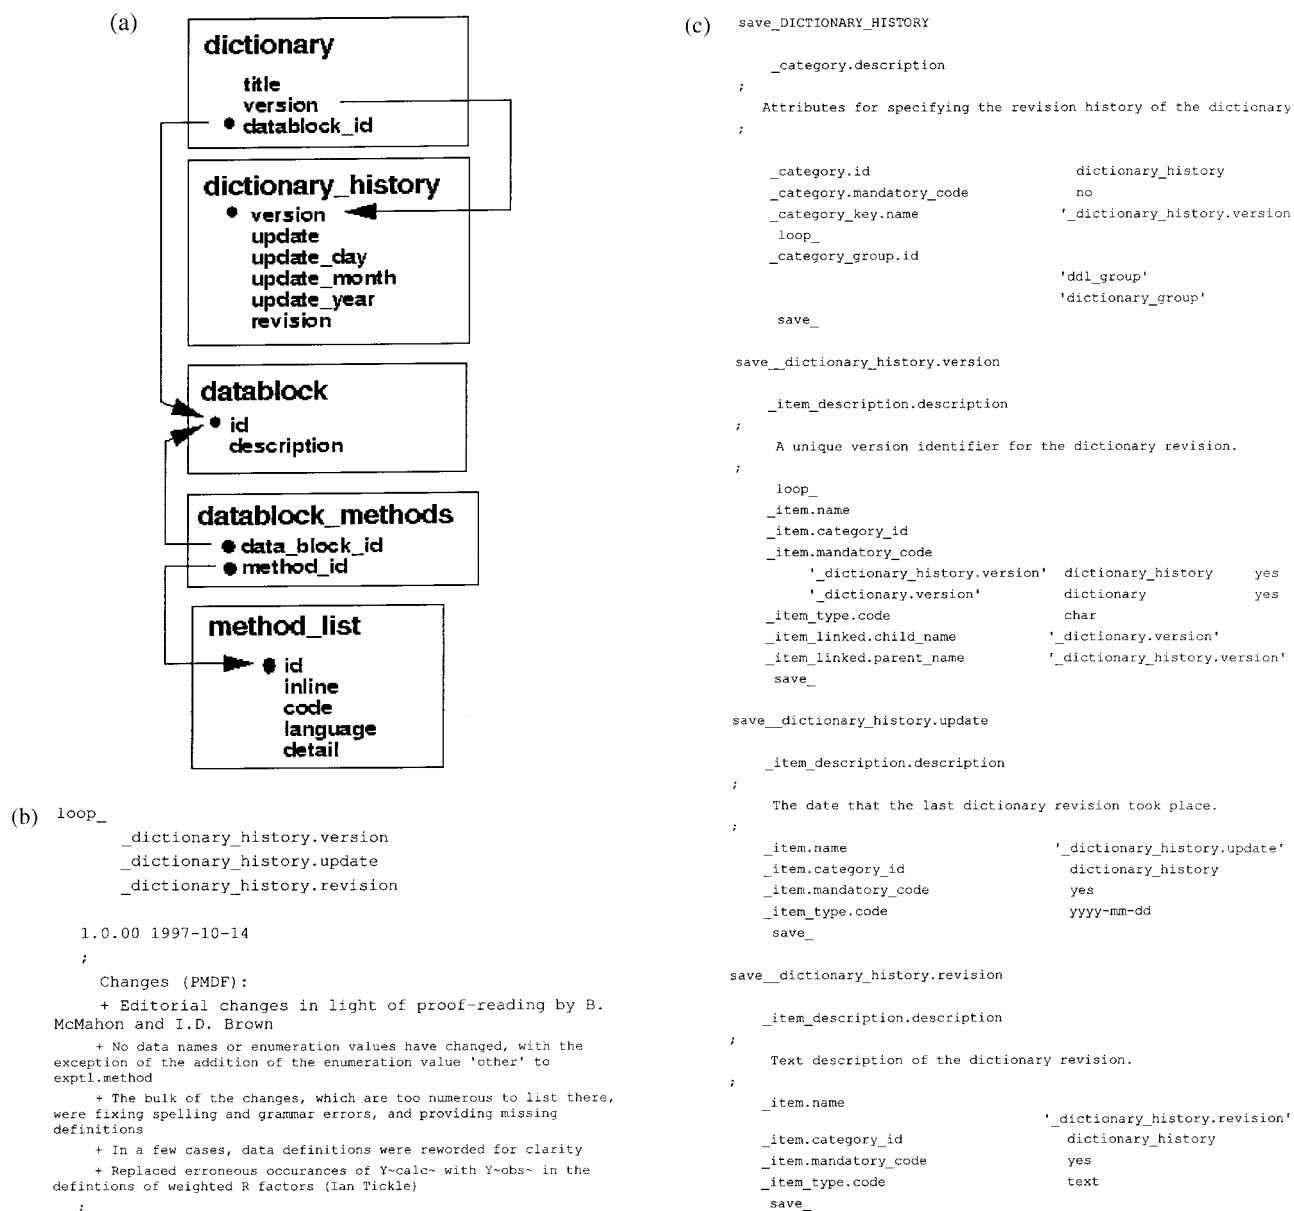 (a)
dictionary
title
version
datablock_id
dictionary_history
version
update
update_day
update_month
update_year
revision
datablock
id
description
datablock_methods
data_block_id
method_id
method_list
id
inline
code
language
detail
(b) loop_
_dictionary_history.version
_dictionary_history.update
_dictionary_history.revision
1.0.00 1997-10-14
;
Changes (PMDF):
+ Editorial changes in light of proof-reading by B.
McMahon and I.D. Brown
+ No data names or enumeration values have changed, with the
exception of the addition of the enumeration value 'other' to
exptl.method
+ The bulk of the changes, which are too numerous to list there,
were fixing spelling and grammar errors, and providing missing
definitions
+ In a few cases, data definitions were reworded for clarity
+ Replaced erroneous occurances of Y~calc~ with Y~obs~ in the
defintions of weighted R factors (Ian Tickle)
;
(c) save_DICTIONARY_HISTORY
_category.description
;
Attributes for specifying the revision history of the dictionary
;
_category.id dictionary_history
_category.mandatory_code no
_category_key.name '_dictionary_history.version
loop_
_category_group.id
'ddl_group'
'dictionary_group'
save_
save__dictionary_history.version
_item_description.description
;
A unique version identifier for the dictionary revision.
;
loop_
_item.name
_item.category_id
_item.mandatory_code
'_dictionary_history.version' dictionary_history yes
'_dictionary.version' dictionary yes
_item_type.code char
_item_linked.child_name '_dictionary.version'
_item_linked.parent_name '_dictionary_history.version'
save_
save__dictionary_history.update
_item_description.description
;
The date that the last dictionary revision took place.
;
_item.name '_dictionary_history.update'
_item.category_id dictionary_history
_item.mandatory_code yes
_item_type.code yyyy-mm-dd
save_
save__dictionary_history.revision
_item_description.description
;
Text description of the dictionary revision.
;
_item.name
'_dictionary_history.revision'
_item.category_id dictionary_history
_item.mandatory_code yes
_item_type.code text
save_